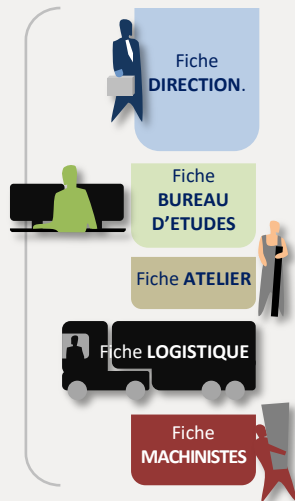 Fiche
DIRECTION.
Fiche
BUREAU
D'ETUDES
Fiche ATELIER
Fiche LOGISTIQUE
Fiche
MACHINISTES